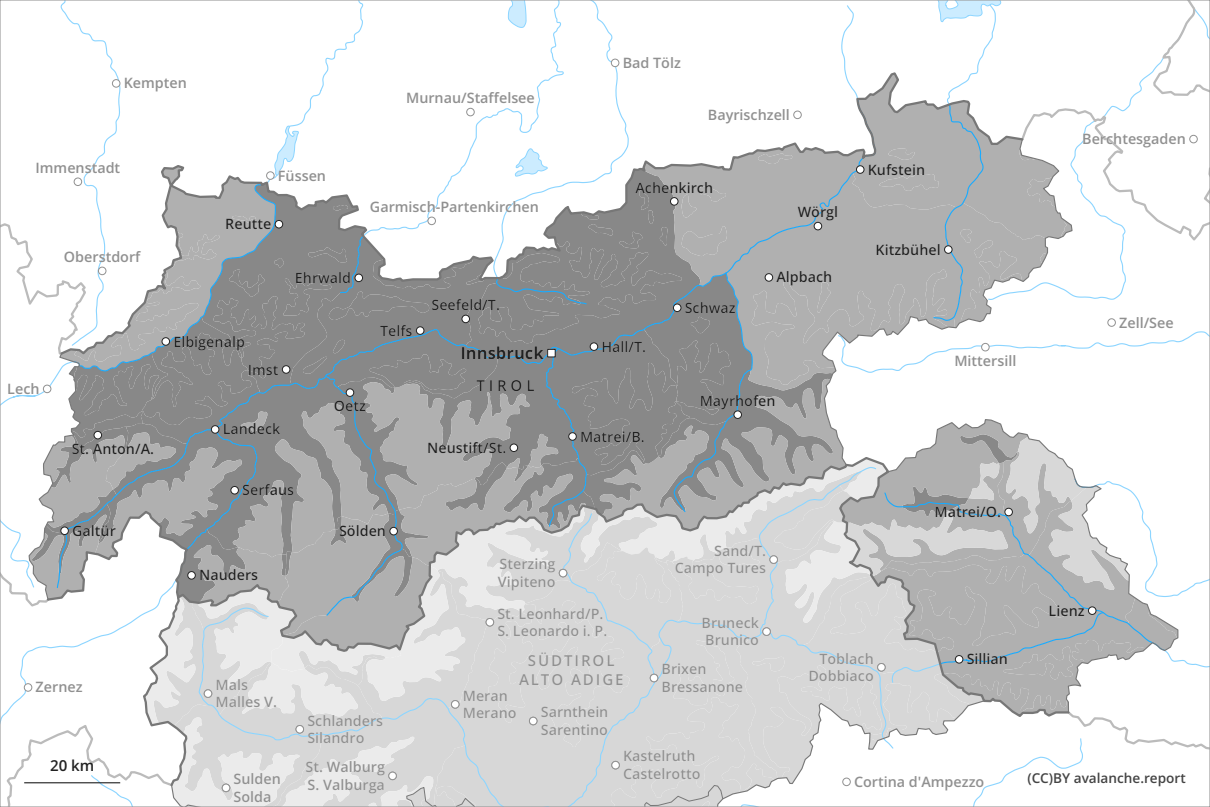 Kempten
Bad Tölz
Murnau/Staffelsee
Bayrischzell
Berchtesgaden
Immenstadt
Füssen
Kufstein
Achenkirch
Garmisch-Partenkirchen
Wörgl
Reutte
Kitzbühel
Oberstdorf
Ehrwald
Alpbach
Seefeld/T.
Schwaz
Zell/See
Telfs
Elbigenalp
Innsbruck
Hall/T.
Mittersill
Imst
TIROL
Lech
Oetz
Mayrhofen
Landeck
Matrei/B.
St. Anton/A.
Neustift/St.
Serfaus
Matrei/O.
Galtür
Sölden
Sand/T.
Campo Tures
Sterzing
Vipiteno
Nauders
Lienz
St. Leonhard/P.
S. Leonardo i. P.
Bruneck
Brunico
SÜDTIROL
ALTO ADIGE
Toblach
Dobbiaco
Sillian
Brixen
Bressanone
Zernez
Mals
Malles V.
Meran
Merano
Sarnthein
Sarentino
Schlanders
Silandro
Kastelruth
Castelrotto
20 km
St. Walburg
S. Valburga
Sulden
Solda
Cortina d'Ampezzo
(CC)BY avalanche.report